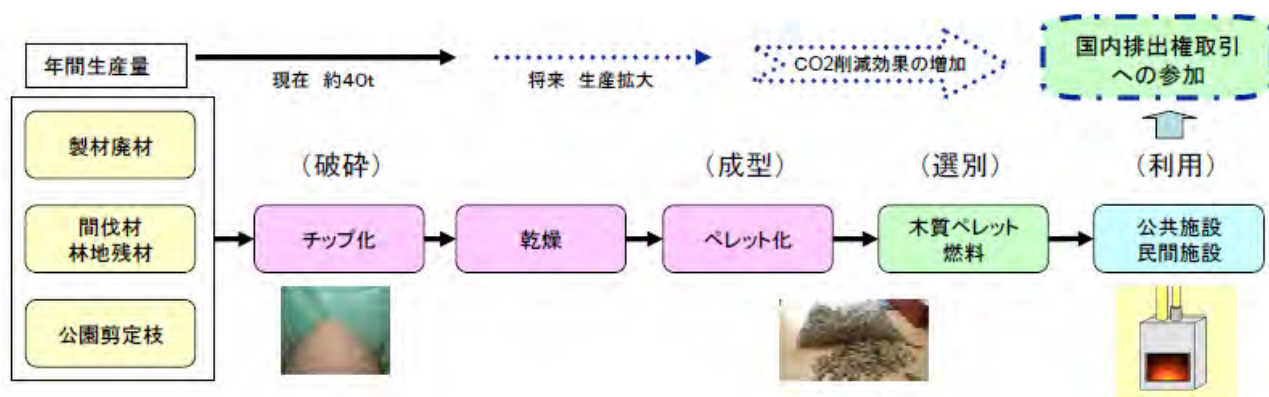 年間生産量
現在 約40t
将来 生産拡大
CO2削減効果の増加
国内排出権取引
への参加
製材廃材
間伐材
林地残材
公園剪定枝
(破砕)
(成型)
(選別)
(利用)
チップ化
乾燥
ペレット化
木質ペレット
燃料
公共施設
民間施設